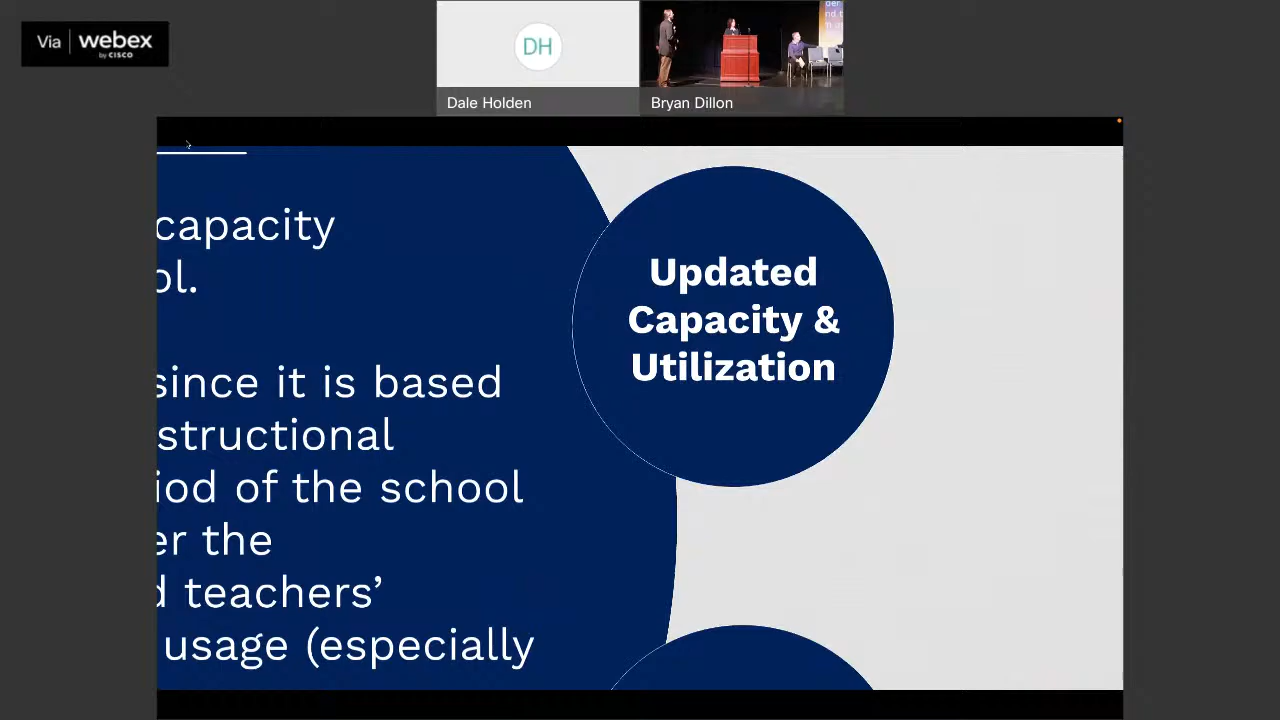 Via webex
by CISCO
DH
Dale Holden
Bryan Dillon
capacity
ol.
since it is based
structional
iod of the school
er the
d teachers’
usage (especially
Updated
Capacity &
Utilization